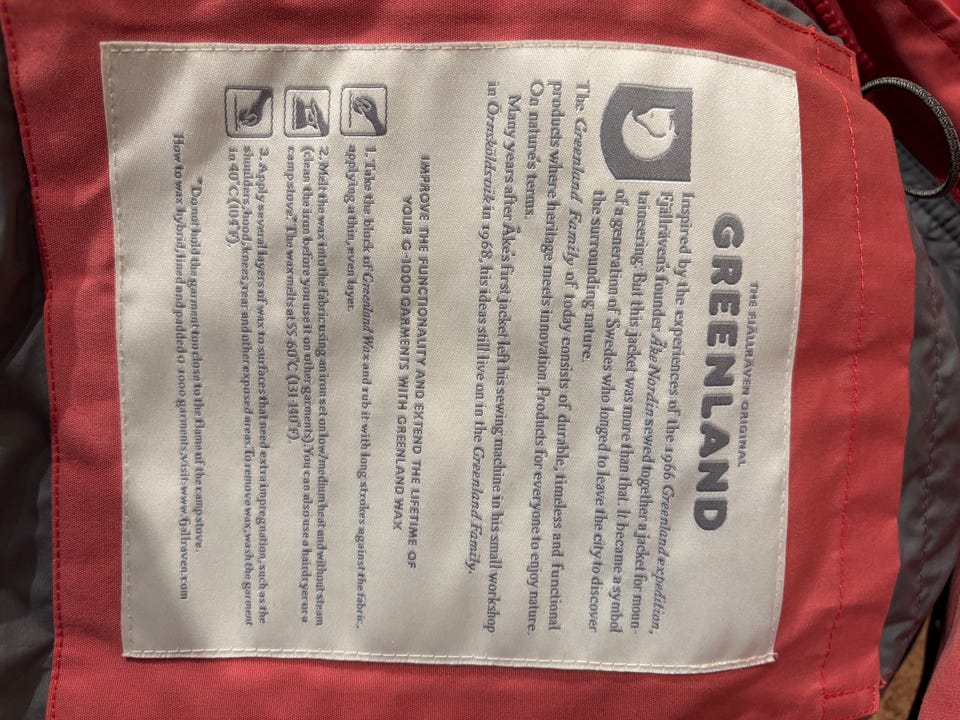 THE FJÄLLRÄVEN ORIGINAL
GREENLAND
Inspired by the experiences of the 1966 Greenland expedition,
Fjällräven's founder Åke Nordin sewed together a jacket for moun-
taineering. But this jacket was more than that. It became a symbol
of a generation of Swedes who longed to leave the city to discover
the surrounding nature.
The Greenland Family of today consists of durable, timeless and functional
products where heritage meets innovation. Products for everyone to enjoy nature.
On nature's terms.
Many years after Åke's first jacket left his sewing machine in his small workshop
in Örnsköldsvik in 1968, his ideas still live on in the Greenland Family.
IMPROVE THE FUNCTIONALITY AND EXTEND THE LIFETIME OF
YOUR G-1000 GARMENTS WITH GREENLAND WAX
1. Take the block of Greenland Wax and rub it with long strokes against the fabric,
applying a thin, even layer.
2. Melt the wax into the fabric using an iron set on low/medium heat and without steam
(clean the iron before you use it on other garments). You can also use a hairdryer or a
camp stove.* The wax melts at 55-60°C (131-140°F).
3. Apply several layers of wax to surfaces that need extra impregnation, such as the
shoulders, hood, knees, rear and other exposed areas. To remove wax, wash the garment
in 40°C (104°F).
*Do not hold the garment too close to the flame of the camp stove.
How to wax hybrid, lined and padded G-1000 garments, visit: www.fjallraven.com